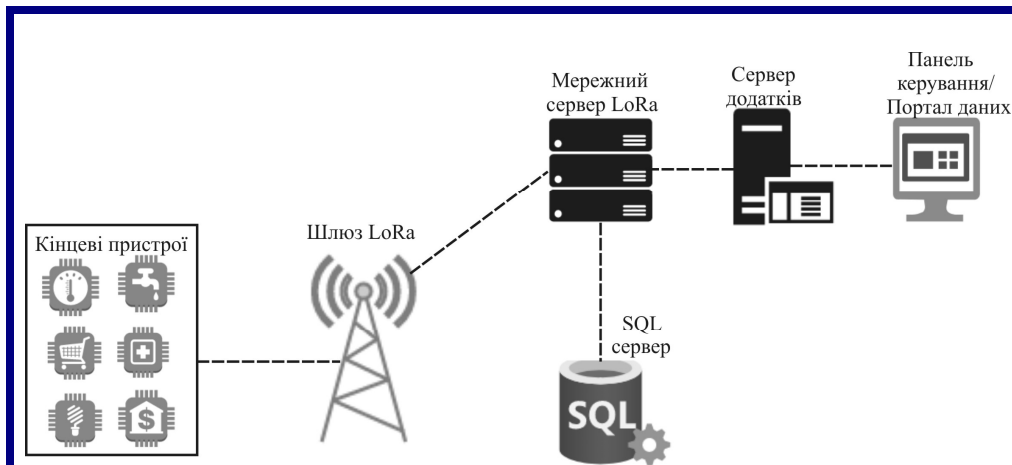 Кінцеві пристрої
Шлюз LoRa
Мережний
сервер LoRa
SQL
сервер
SQL
Сервер
додатків
Панель
керування/
Портал даних
$